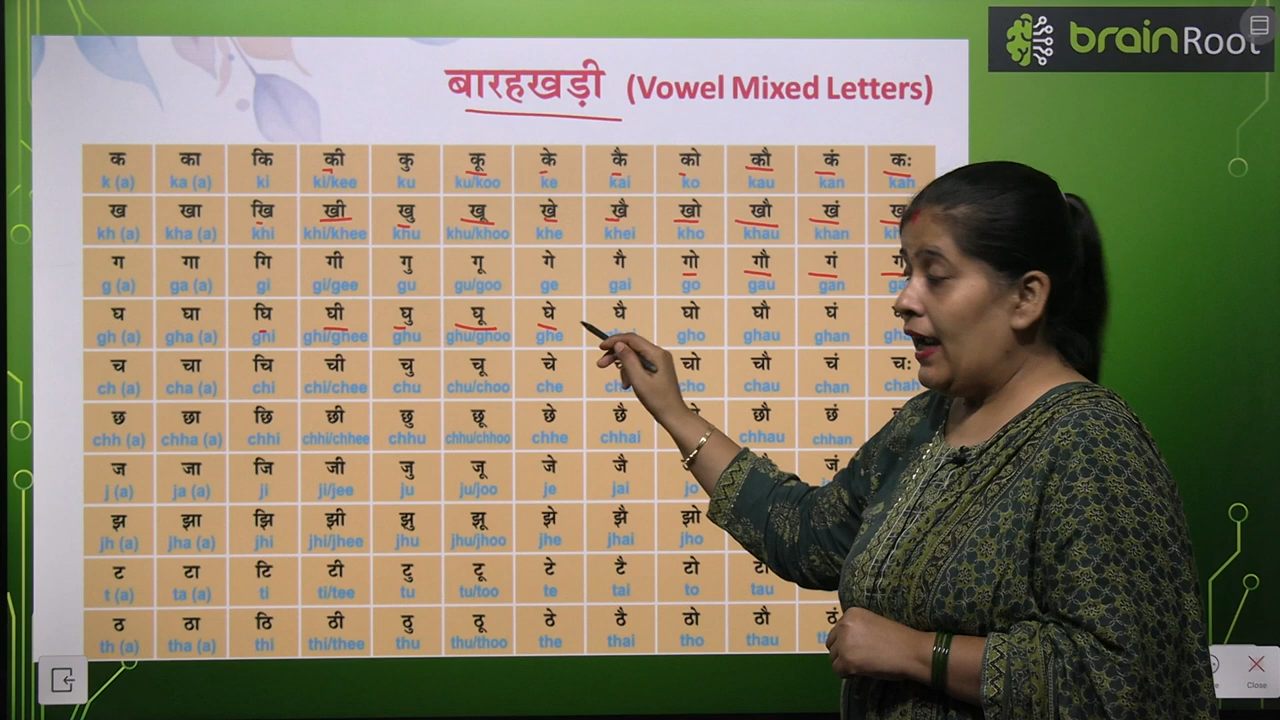 brainRoot
बारहखड़ी (Vowel Mixed Letters)
क का कि की कु कू के कै को कौ कं कः
k (a) ka (a) ki ki/kee ku ku/koo ke kai ko kau kan kah
ख खा खि खी खु खू खे खै खो खौ खं
kh (a) kha (a) khi khi/khee khu khu/khoo khe khei kho khau khan
ग गा गि गी गु गू गे गै गो गौ गं
g (a) ga (a) gi gi/gee gu gu/goo ge gai go gau gan
घ घा घि घी घु घू घे घै घो घौ घं
gh (a) gha (a) ghi ghi/ghee ghu ghu/ghoo ghe gho ghau ghan
च चा चि ची चु चू चे चो चौ चं चः
ch (a) cha (a) chi chi/chee chu chu/choo che cho chau chan chah
छ छा छि छी छु छू छे छै छौ छं
chh (a) chha (a) chhi chhi/chhee chhu chhu/chhoo chhe chhai chhau chhan
ज जा जि जी जु जू जे जै जं
j (a) ja (a) ji ji/jee ju ju/joo je jai jo
झ झा झि झी झु झू झे झै झो
jh (a) jha (a) jhi jhi/jhee jhu jhu/jhoo jhe jhai jho
ट टा टि टी टु टू टे टै टो
t (a) ta (a) ti ti/tee tu tu/too te tai to tau
ठ ठा ठि ठी ठु ठू ठे ठै ठो ठौ ठं
th (a) tha (a) thi thi/thee thu thu/thoo the thai tho thau
Close